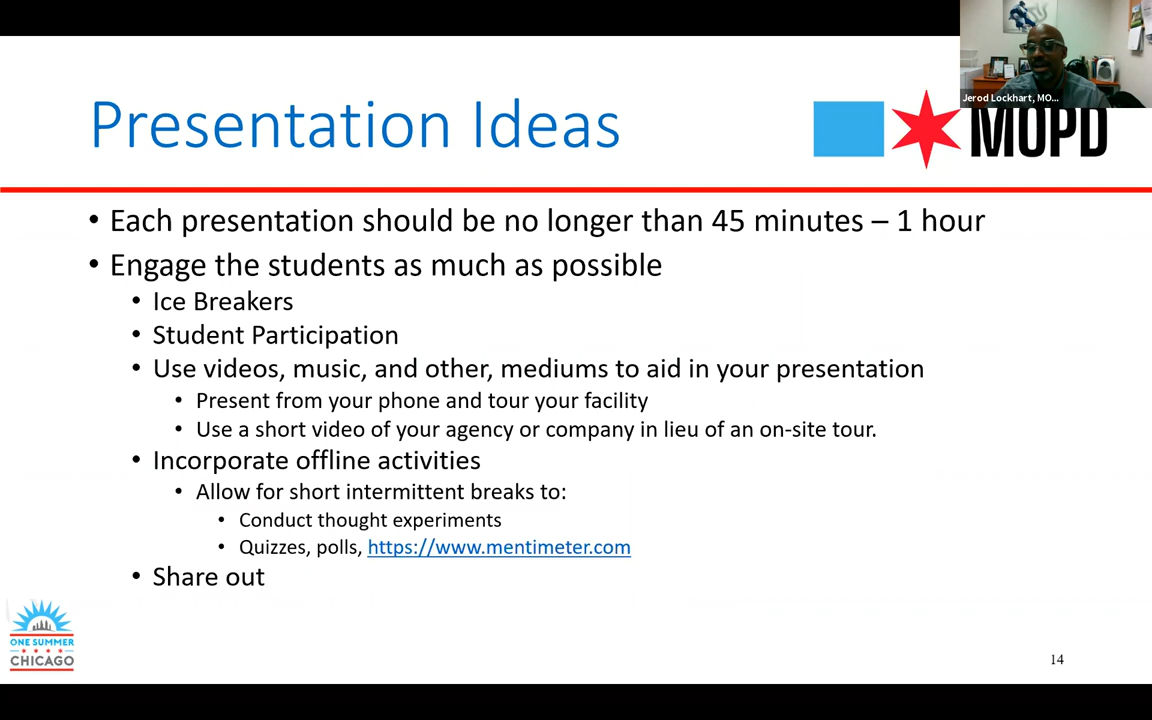 Jerod Lockhart, MO...
Presentation Ideas
MOPD
• Each presentation should be no longer than 45 minutes – 1 hour
• Engage the students as much as possible
• Ice Breakers
• Student Participation
• Use videos, music, and other, mediums to aid in your presentation
• Present from your phone and tour your facility
• Use a short video of your agency or company in lieu of an on-site tour.
• Incorporate offline activities
• Allow for short intermittent breaks to:
• Conduct thought experiments
• Quizzes, polls, https://www.mentimeter.com
• Share out
ONE SUMMER
CHICAGO
14